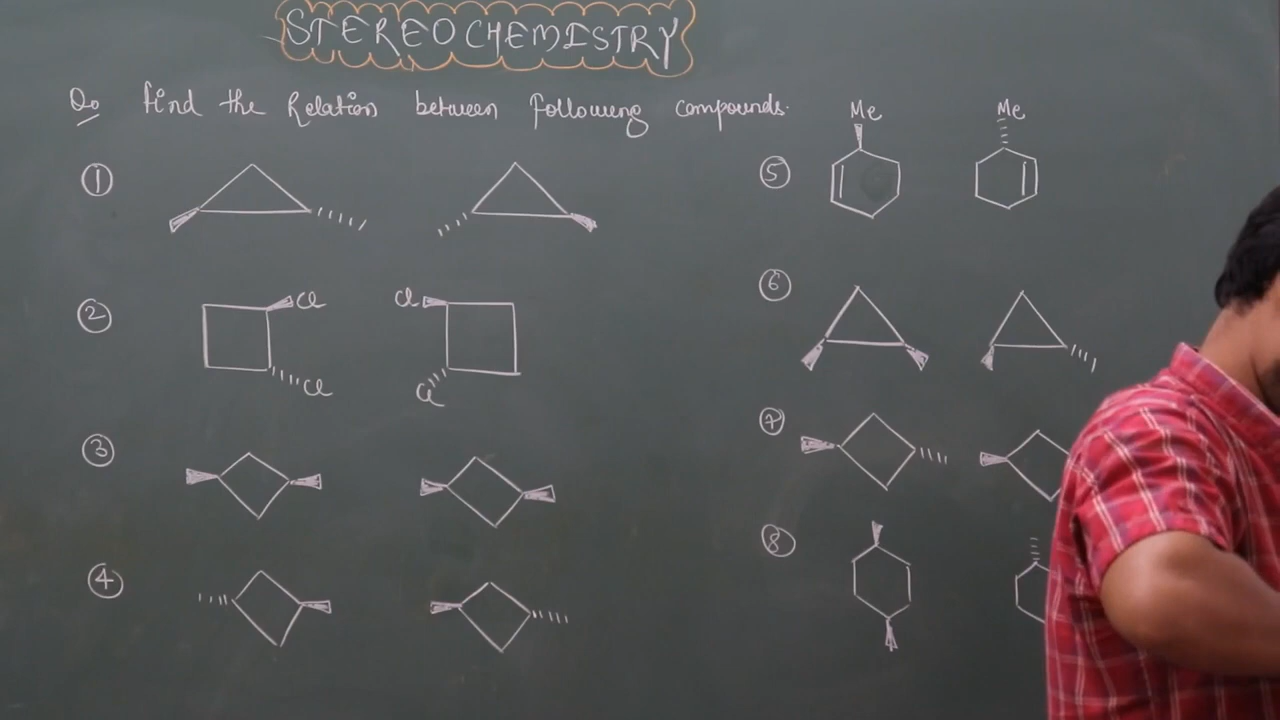 STEREOCHEMISTRY
Q. find the Relation between following compounds.
①
②
Cl
Cl
Cl
Cl
③
④
⑤
Me
Me
⑥
⑦
⑧